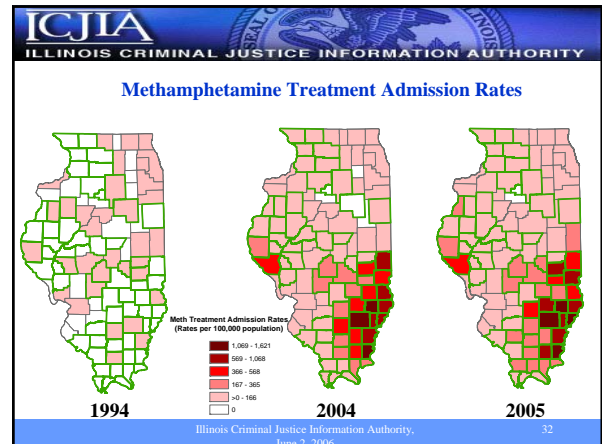 ICJIA
ILLINOIS CRIMINAL JUSTICE INFORMATION AUTHORITY
Methamphetamine Treatment Admission Rates
Meth Treatment Admission Rates
(Rates per 100,000 population)
1,069 - 1,621
569 - 1,068
366 - 568
167 - 365
>0 - 166
0
1994
2004
2005
Illinois Criminal Justice Information Authority,
June 2, 2006
32